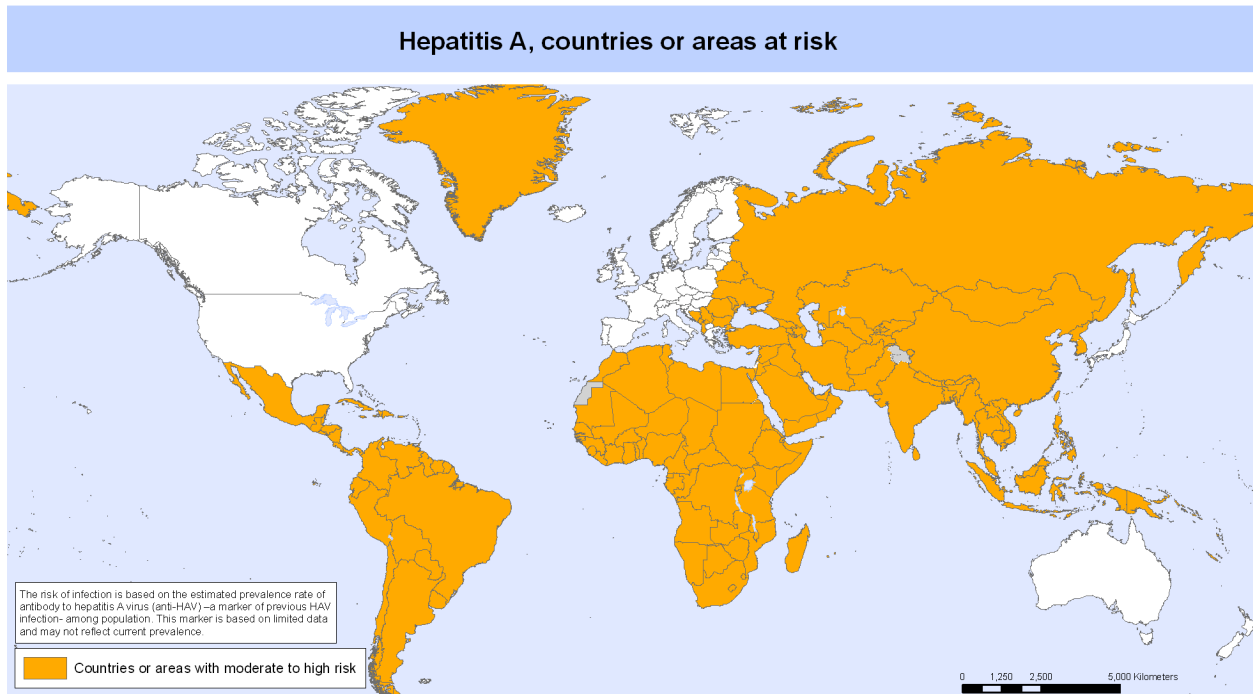 Hepatitis A, countries or areas at risk
The risk of infection is based on the estimated prevalence rate of
antibody to hepatitis A virus (anti-HAV) –a marker of previous HAV
infection- among population. This marker is based on limited data
and may not reflect current prevalence.
Countries or areas with moderate to high risk
0 1,250 2,500 5,000 Kilometers